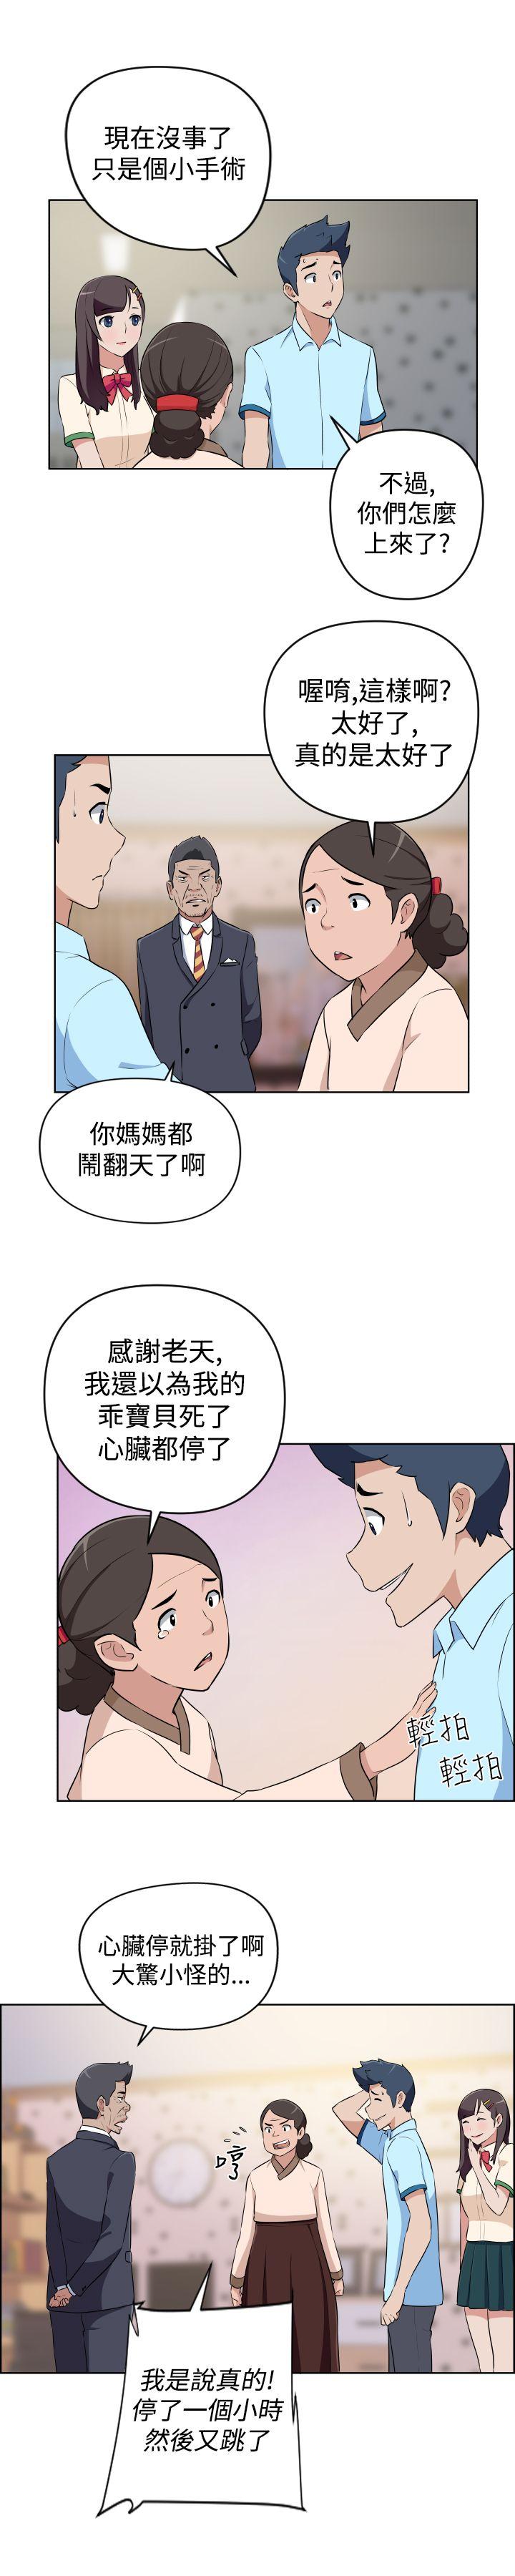 現在沒事了
只是個小手術
不過,
你們怎麼
上來了?
喔唷,這樣啊?
太好了,
真的是太好了
你媽媽都
鬧翻天了啊
感謝老天,
我還以為我的
乖寶貝死了
心臟都停了
輕拍
輕拍
心臟停就掛了啊
大驚小怪的...
哼
我是說真的!
停了一個小時
然後又跳了